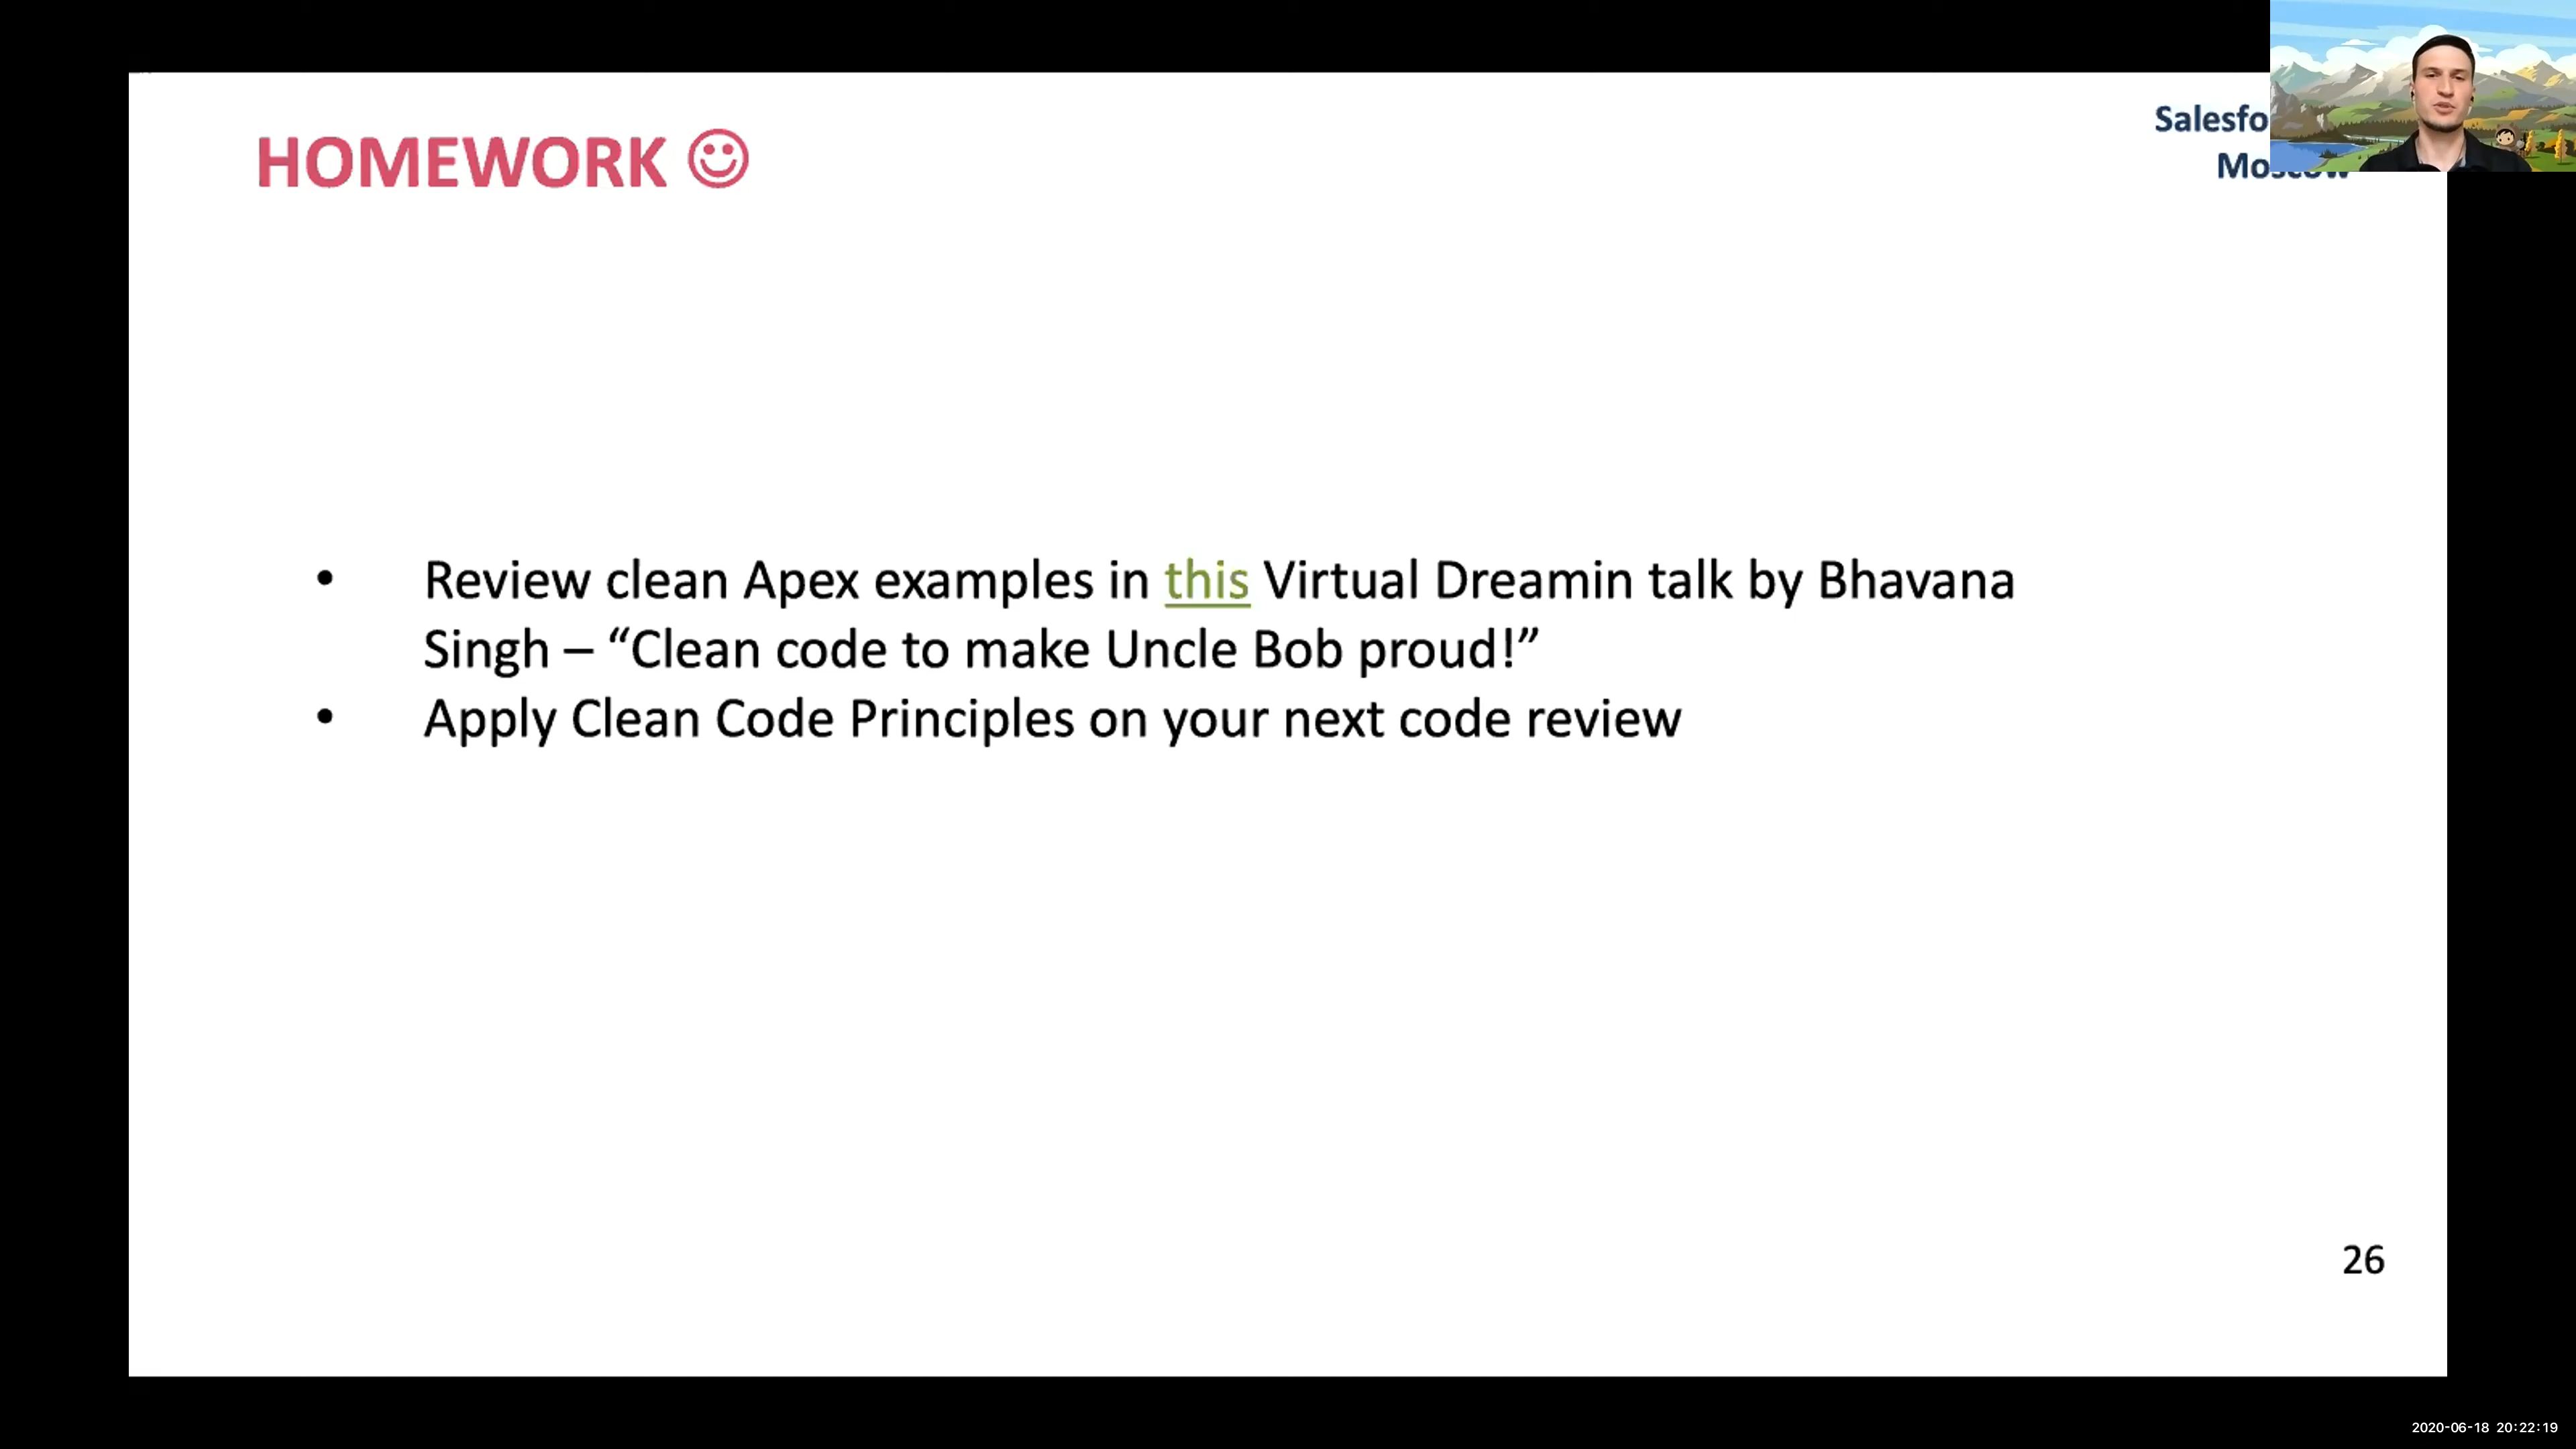 HOMEWORK ☺
• Review clean Apex examples in this Virtual Dreamin talk by Bhavana
Singh – “Clean code to make Uncle Bob proud!”
• Apply Clean Code Principles on your next code review
26
2020-06-18 20:22:19